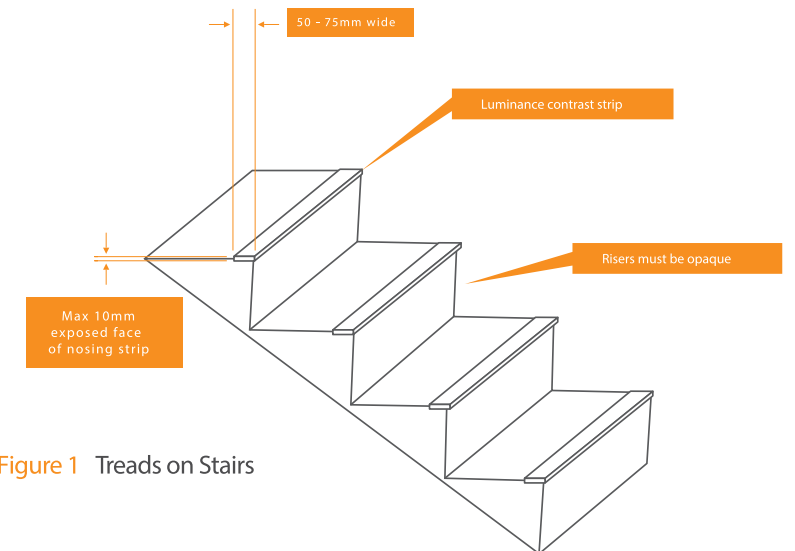 50 - 75mm wide
Luminance contrast strip
Risers must be opaque
Max 10mm
exposed face
of nosing strip
Figure 1 Treads on Stairs